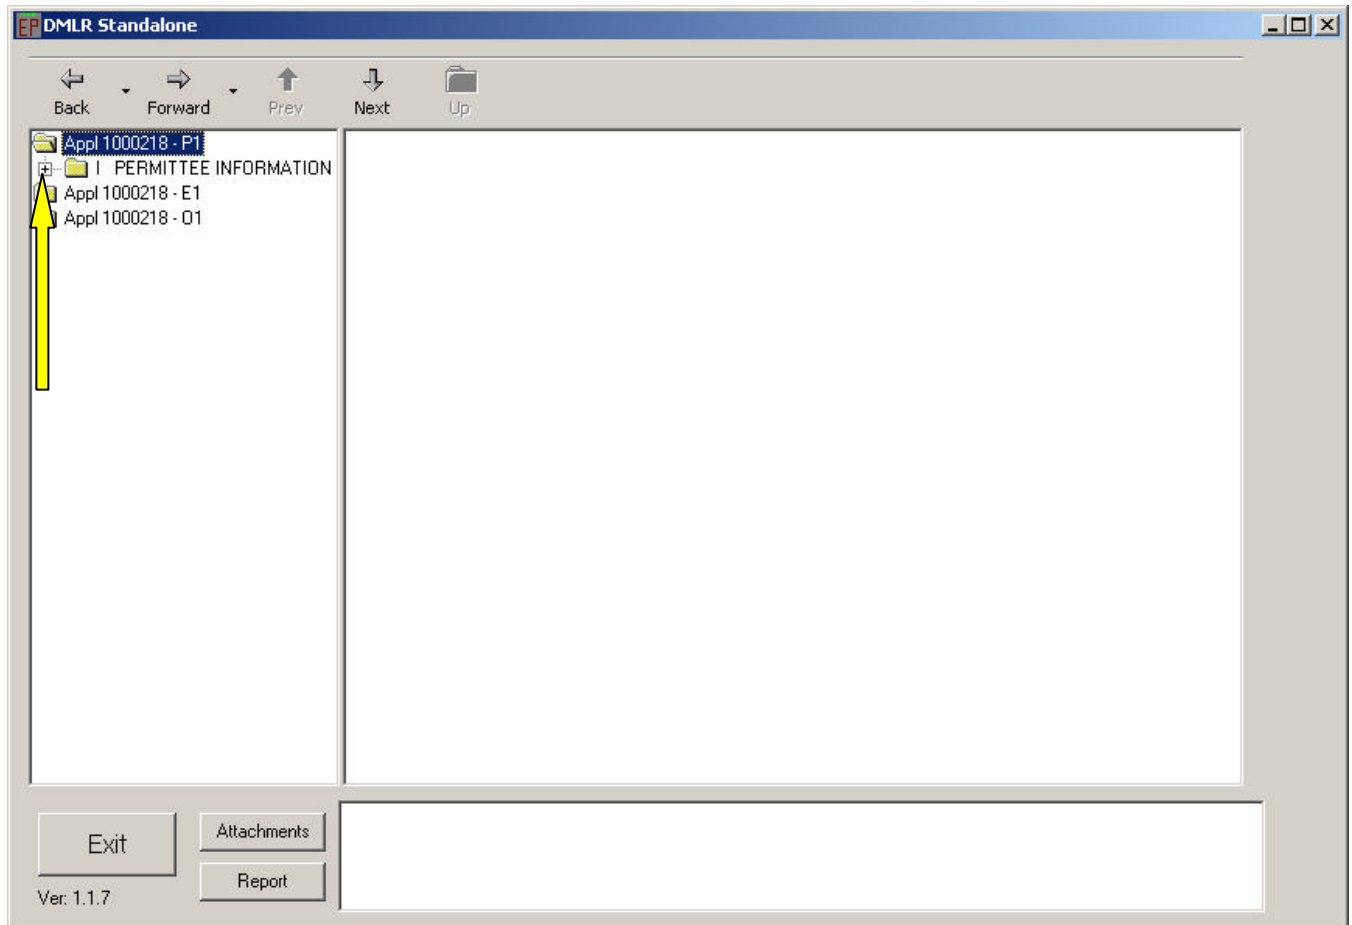 EP DMLR Standalone
Back Forward Prev Next Up
Appl 1000218 - P1
I PERMITTEE INFORMATION
Appl 1000218 - E1
Appl 1000218 - O1
Exit
Attachments
Report
Ver: 1.1.7